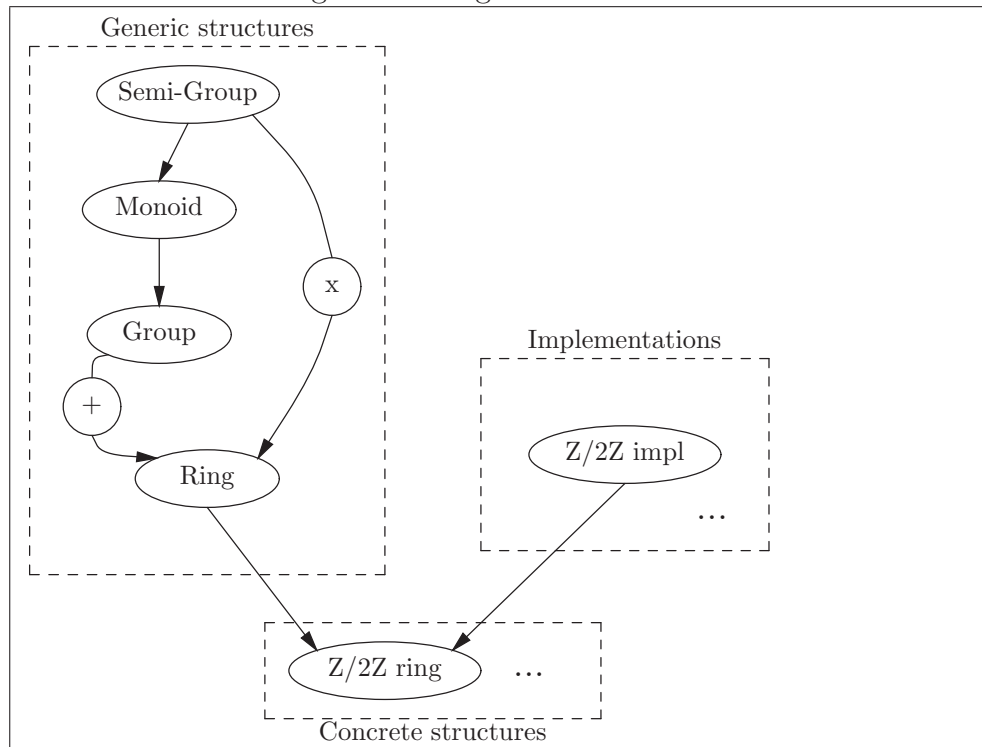 Generic structures
Semi-Group
Monoid
x
Group
Implementations
+
Z/2Z impl
Ring
...
Z/2Z ring ...
Concrete structures